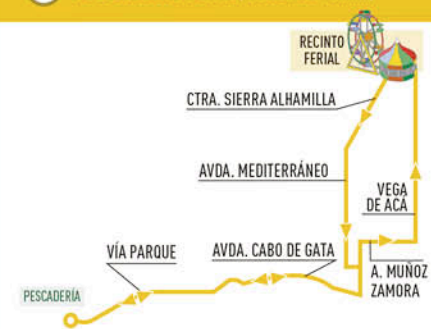 RECINTO
FERIAL
CTRA. SIERRA ALHAMILLA
AVDA. MEDITERRÁNEO
VEGA
DE ACÁ
VÍA PARQUE
AVDA. CABO DE GATA
A. MUÑOZ
ZAMORA
PESCADERÍA